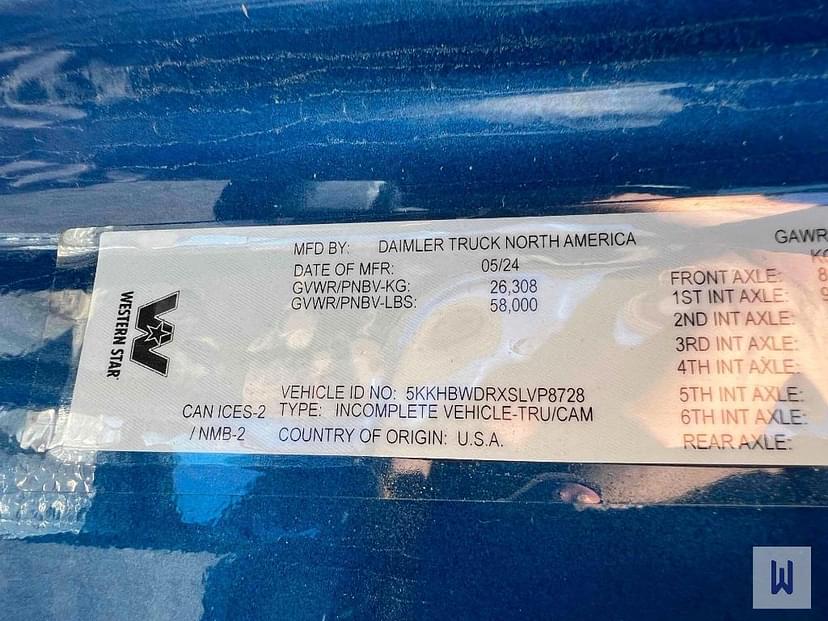 MFD BY: DAIMLER TRUCK NORTH AMERICA
DATE OF MFR: 05/24
GVWR/PNBV-KG: 26,308
GVWR/PNBV-LBS: 58,000
WESTERN STAR
VEHICLE ID NO: 5KKHBWDRXSLVP8728
CAN ICES-2 TYPE: INCOMPLETE VEHICLE-TRU/CAM
/ NMB-2 COUNTRY OF ORIGIN: U.S.A.
GAWR
FRONT AXLE: 8
1ST INT AXLE: 9
2ND INT AXLE:
3RD INT AXLE:
4TH INT AXLE:
5TH INT AXLE:
6TH INT AXLE:
REAR AXLE:
W